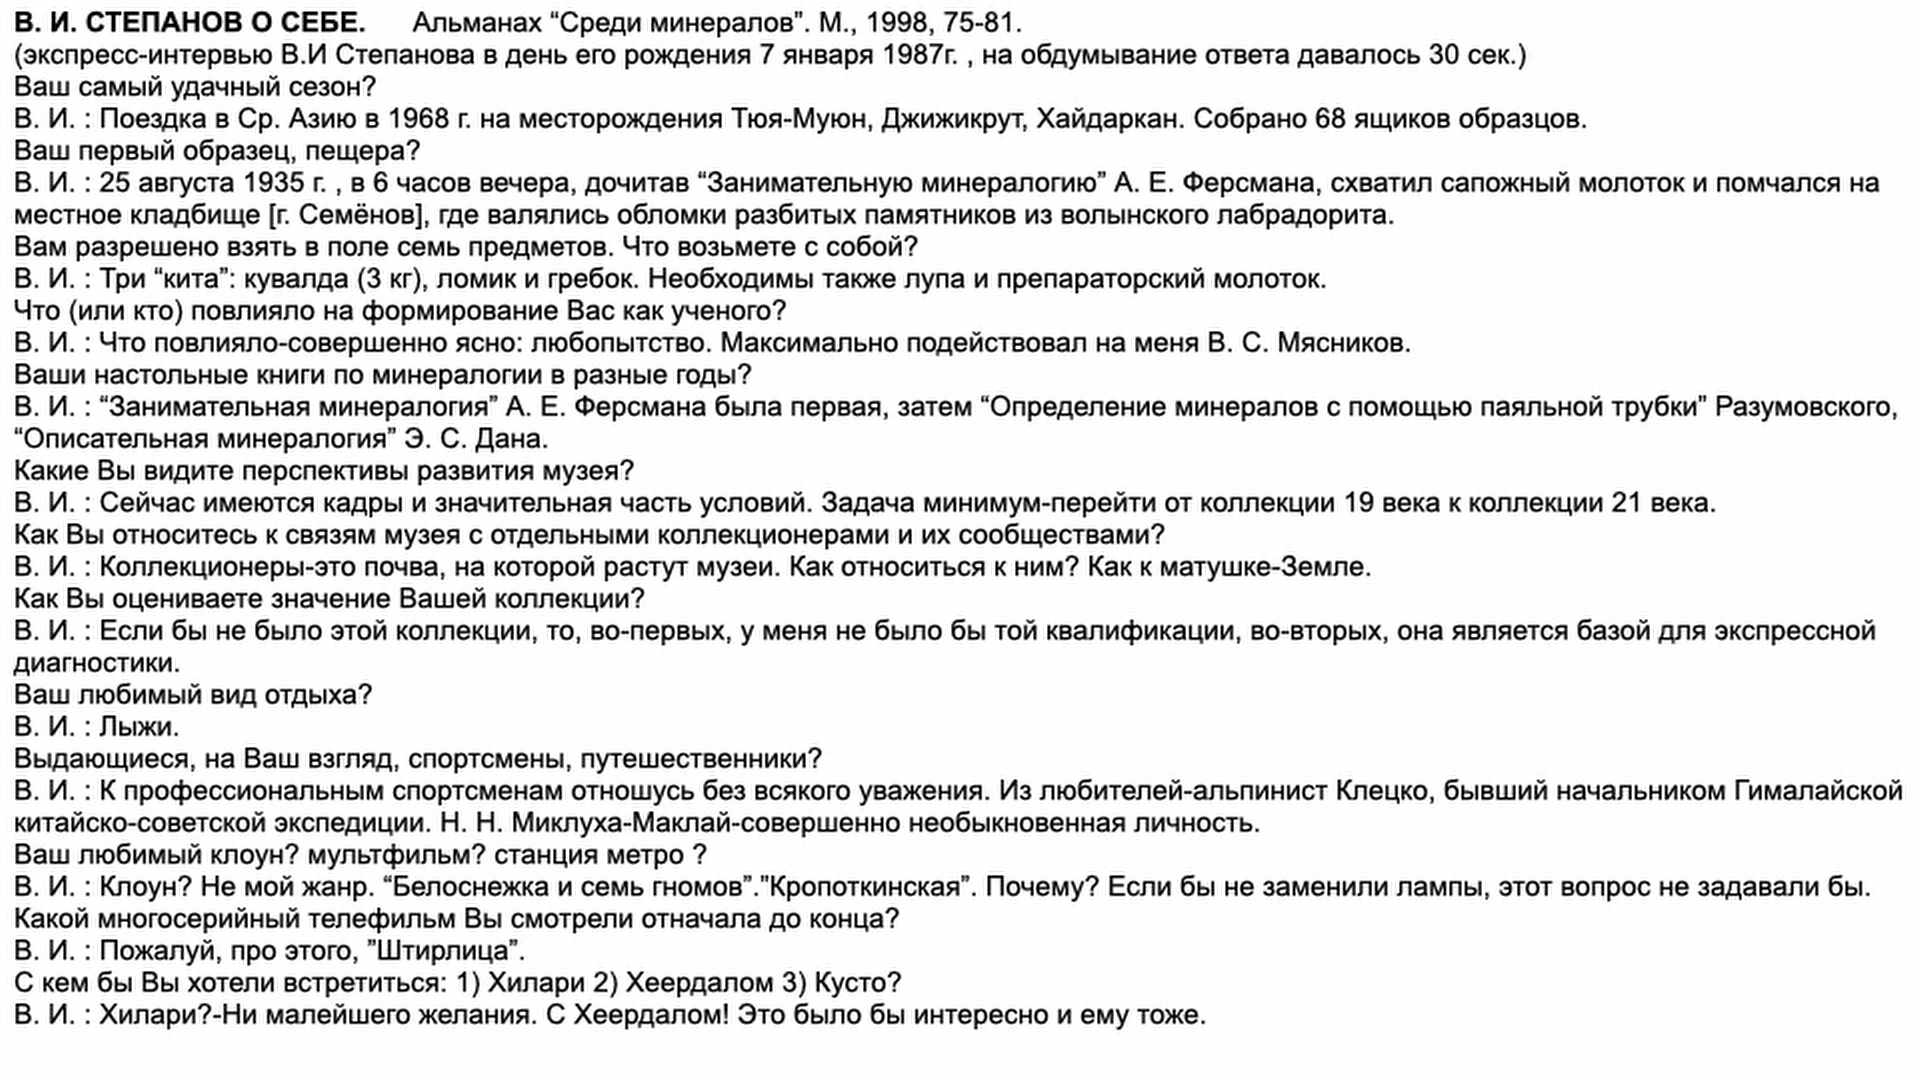 В. И. СТЕПАНОВ О СЕБЕ. Альманах “Среди минералов”. М., 1998, 75-81.
(экспресс-интервью В.И Степанова в день его рождения 7 января 1987г. , на обдумывание ответа давалось 30 сек.)
Ваш самый удачный сезон?
В. И. : Поездка в Ср. Азию в 1968 г. на месторождения Тюя-Муюн, Джижикрут, Хайдаркан. Собрано 68 ящиков образцов.
Ваш первый образец, пещера?
В. И. : 25 августа 1935 г. , в 6 часов вечера, дочитав “Занимательную минералогию” А. Е. Ферсмана, схватил сапожный молоток и помчался на
местное кладбище [г. Семёнов], где валялись обломки разбитых памятников из волынского лабрадорита.
Вам разрешено взять в поле семь предметов. Что возьмете с собой?
В. И. : Три “кита”: кувалда (3 кг), ломик и гребок. Необходимы также лупа и препараторский молоток.
Что (или кто) повлияло на формирование Вас как ученого?
В. И. : Что повлияло-совершенно ясно: любопытство. Максимально подействовал на меня В. С. Мясников.
Ваши настольные книги по минералогии в разные годы?
В. И. : “Занимательная минералогия” А. Е. Ферсмана была первая, затем “Определение минералов с помощью паяльной трубки” Разумовского,
“Описательная минералогия” Э. С. Дана.
Какие Вы видите перспективы развития музея?
В. И. : Сейчас имеются кадры и значительная часть условий. Задача минимум-перейти от коллекции 19 века к коллекции 21 века.
Как Вы относитесь к связям музея с отдельными коллекционерами и их сообществами?
В. И. : Коллекционеры-это почва, на которой растут музеи. Как относиться к ним? Как к матушке-Земле.
Как Вы оцениваете значение Вашей коллекции?
В. И. : Если бы не было этой коллекции, то, во-первых, у меня не было бы той квалификации, во-вторых, она является базой для экспрессной
диагностики.
Ваш любимый вид отдыха?
В. И. : Лыжи.
Выдающиеся, на Ваш взгляд, спортсмены, путешественники?
В. И. : К профессиональным спортсменам отношусь без всякого уважения. Из любителей-альпинист Клецко, бывший начальником Гималайской
китайско-советской экспедиции. Н. Н. Миклуха-Маклай-совершенно необыкновенная личность.
Ваш любимый клоун? мультфильм? станция метро ?
В. И. : Клоун? Не мой жанр. “Белоснежка и семь гномов”.”Кропоткинская”. Почему? Если бы не заменили лампы, этот вопрос не задавали бы.
Какой многосерийный телефильм Вы смотрели отначала до конца?
В. И. : Пожалуй, про этого, ”Штирлица”.
С кем бы Вы хотели встретиться: 1) Хилари 2) Хеердалом 3) Кусто?
В. И. : Хилари?-Ни малейшего желания. С Хеердалом! Это было бы интересно и ему тоже.